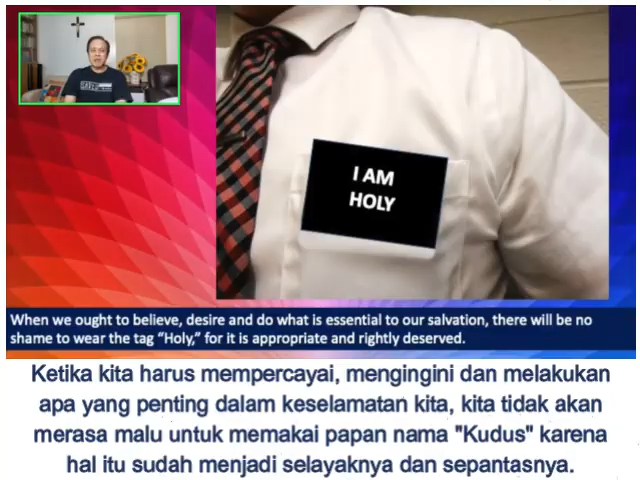 I AM
HOLY
When we ought to believe, desire and do what is essential to our salvation, there will be no
shame to wear the tag “Holy,” for it is appropriate and rightly deserved.
Ketika kita harus mempercayai, mengingini dan melakukan
apa yang penting dalam keselamatan kita, kita tidak akan
merasa malu untuk memakai papan nama "Kudus" karena
hal itu sudah menjadi selayaknya dan sepantasnya.